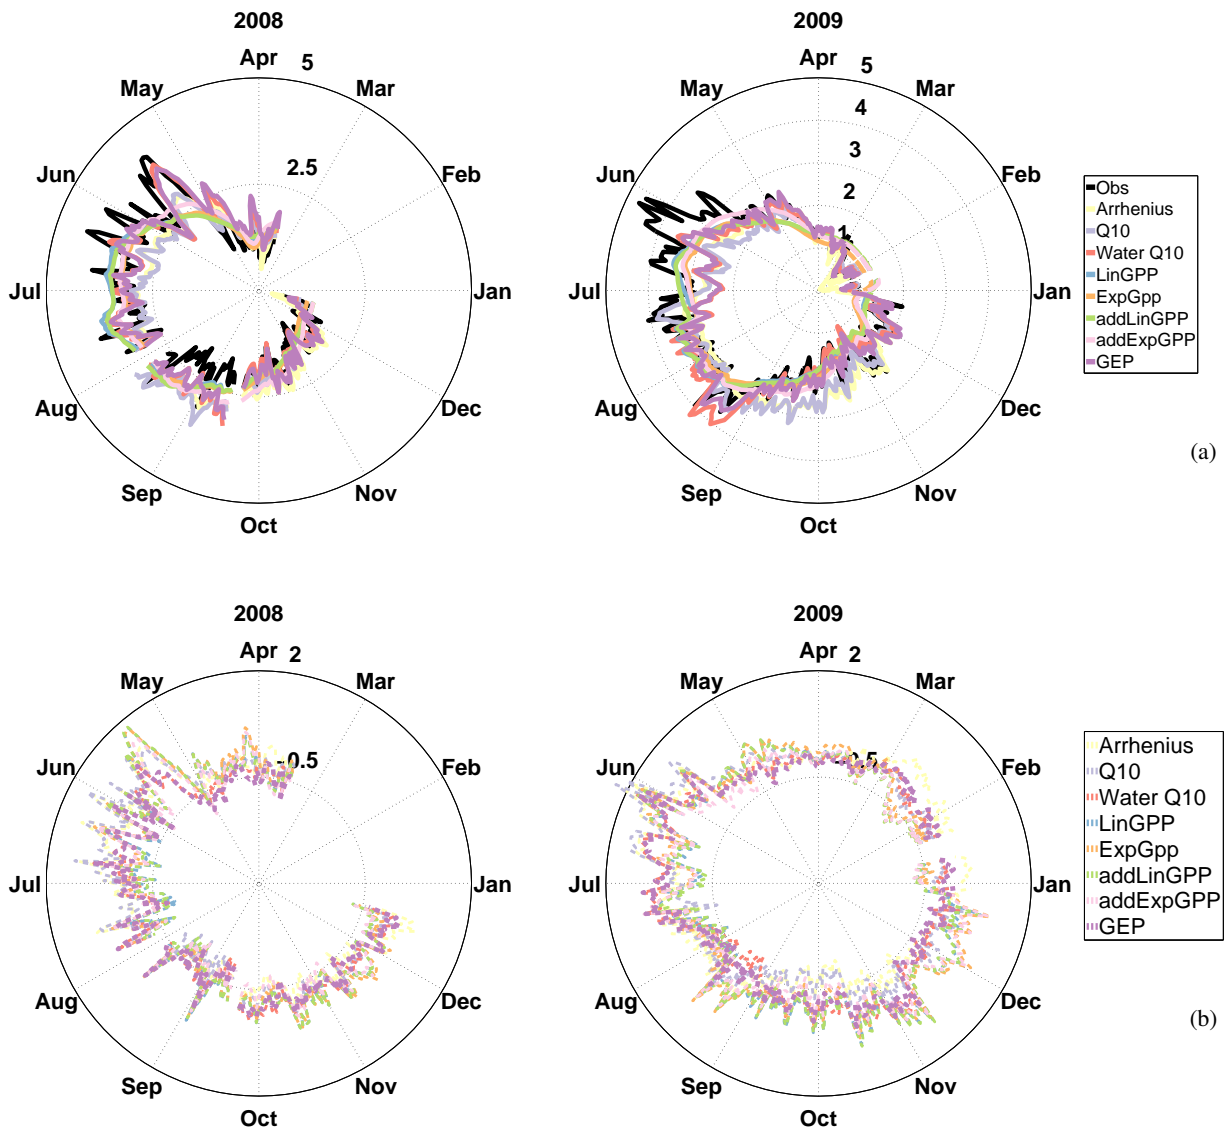 2008
Apr
5
May
Mar
2.5
Jun
Feb
Jul
Jan
Aug
Dec
Sep
Nov
Oct
2009
Apr
5
May
Mar
4
3
Jun
Feb
2
1
Jul
Jan
Aug
Dec
Sep
Nov
Oct
Obs
Arrhenius
Q10
Water Q10
LinGPP
ExpGpp
addLinGPP
addExpGPP
GEP
(a)
2008
Apr
2
May
Mar
-0.5
Jun
Feb
Jul
Jan
Aug
Dec
Sep
Nov
Oct
2009
Apr
2
May
Mar
Jun
Feb
Jul
Jan
Aug
Dec
Sep
Nov
Oct
Arrhenius
Q10
Water Q10
LinGPP
ExpGpp
addLinGPP
addExpGPP
GEP
(b)